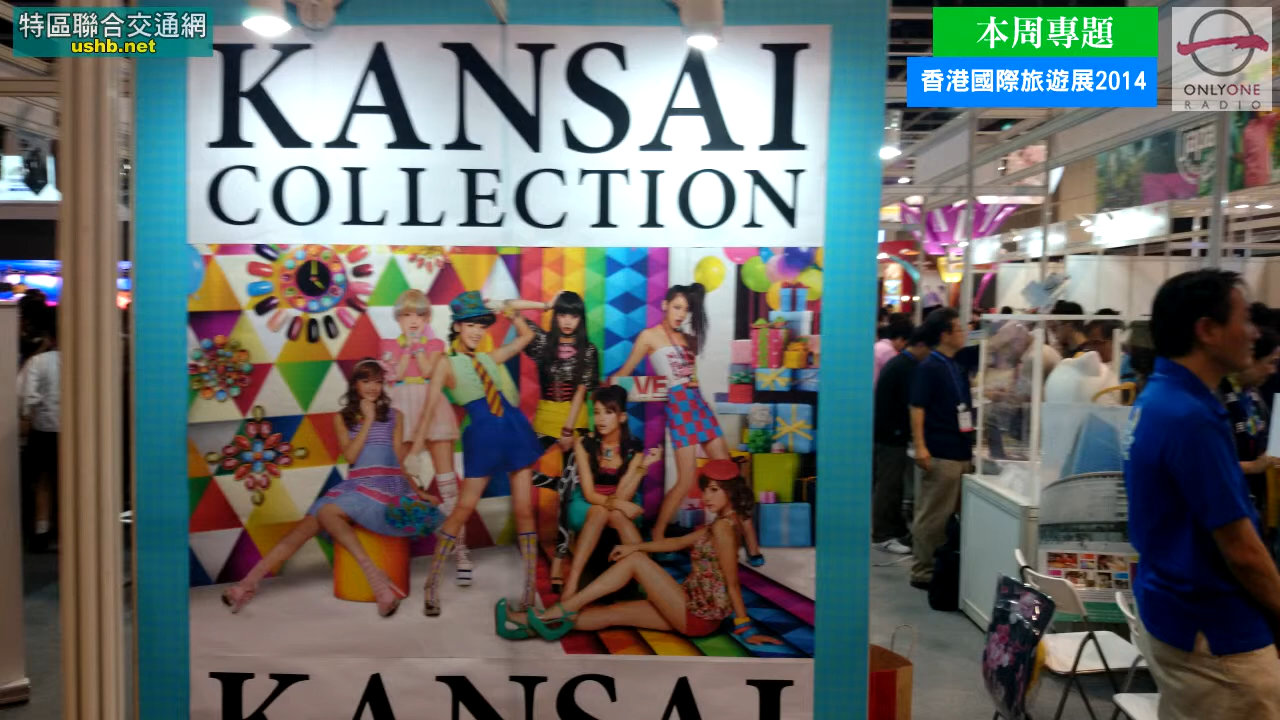 特區聯合交通網
ushb.net
本周專題
香港國際旅遊展2014
ONLYONE
RADIO
KANSAI
COLLECTION
KANSAI